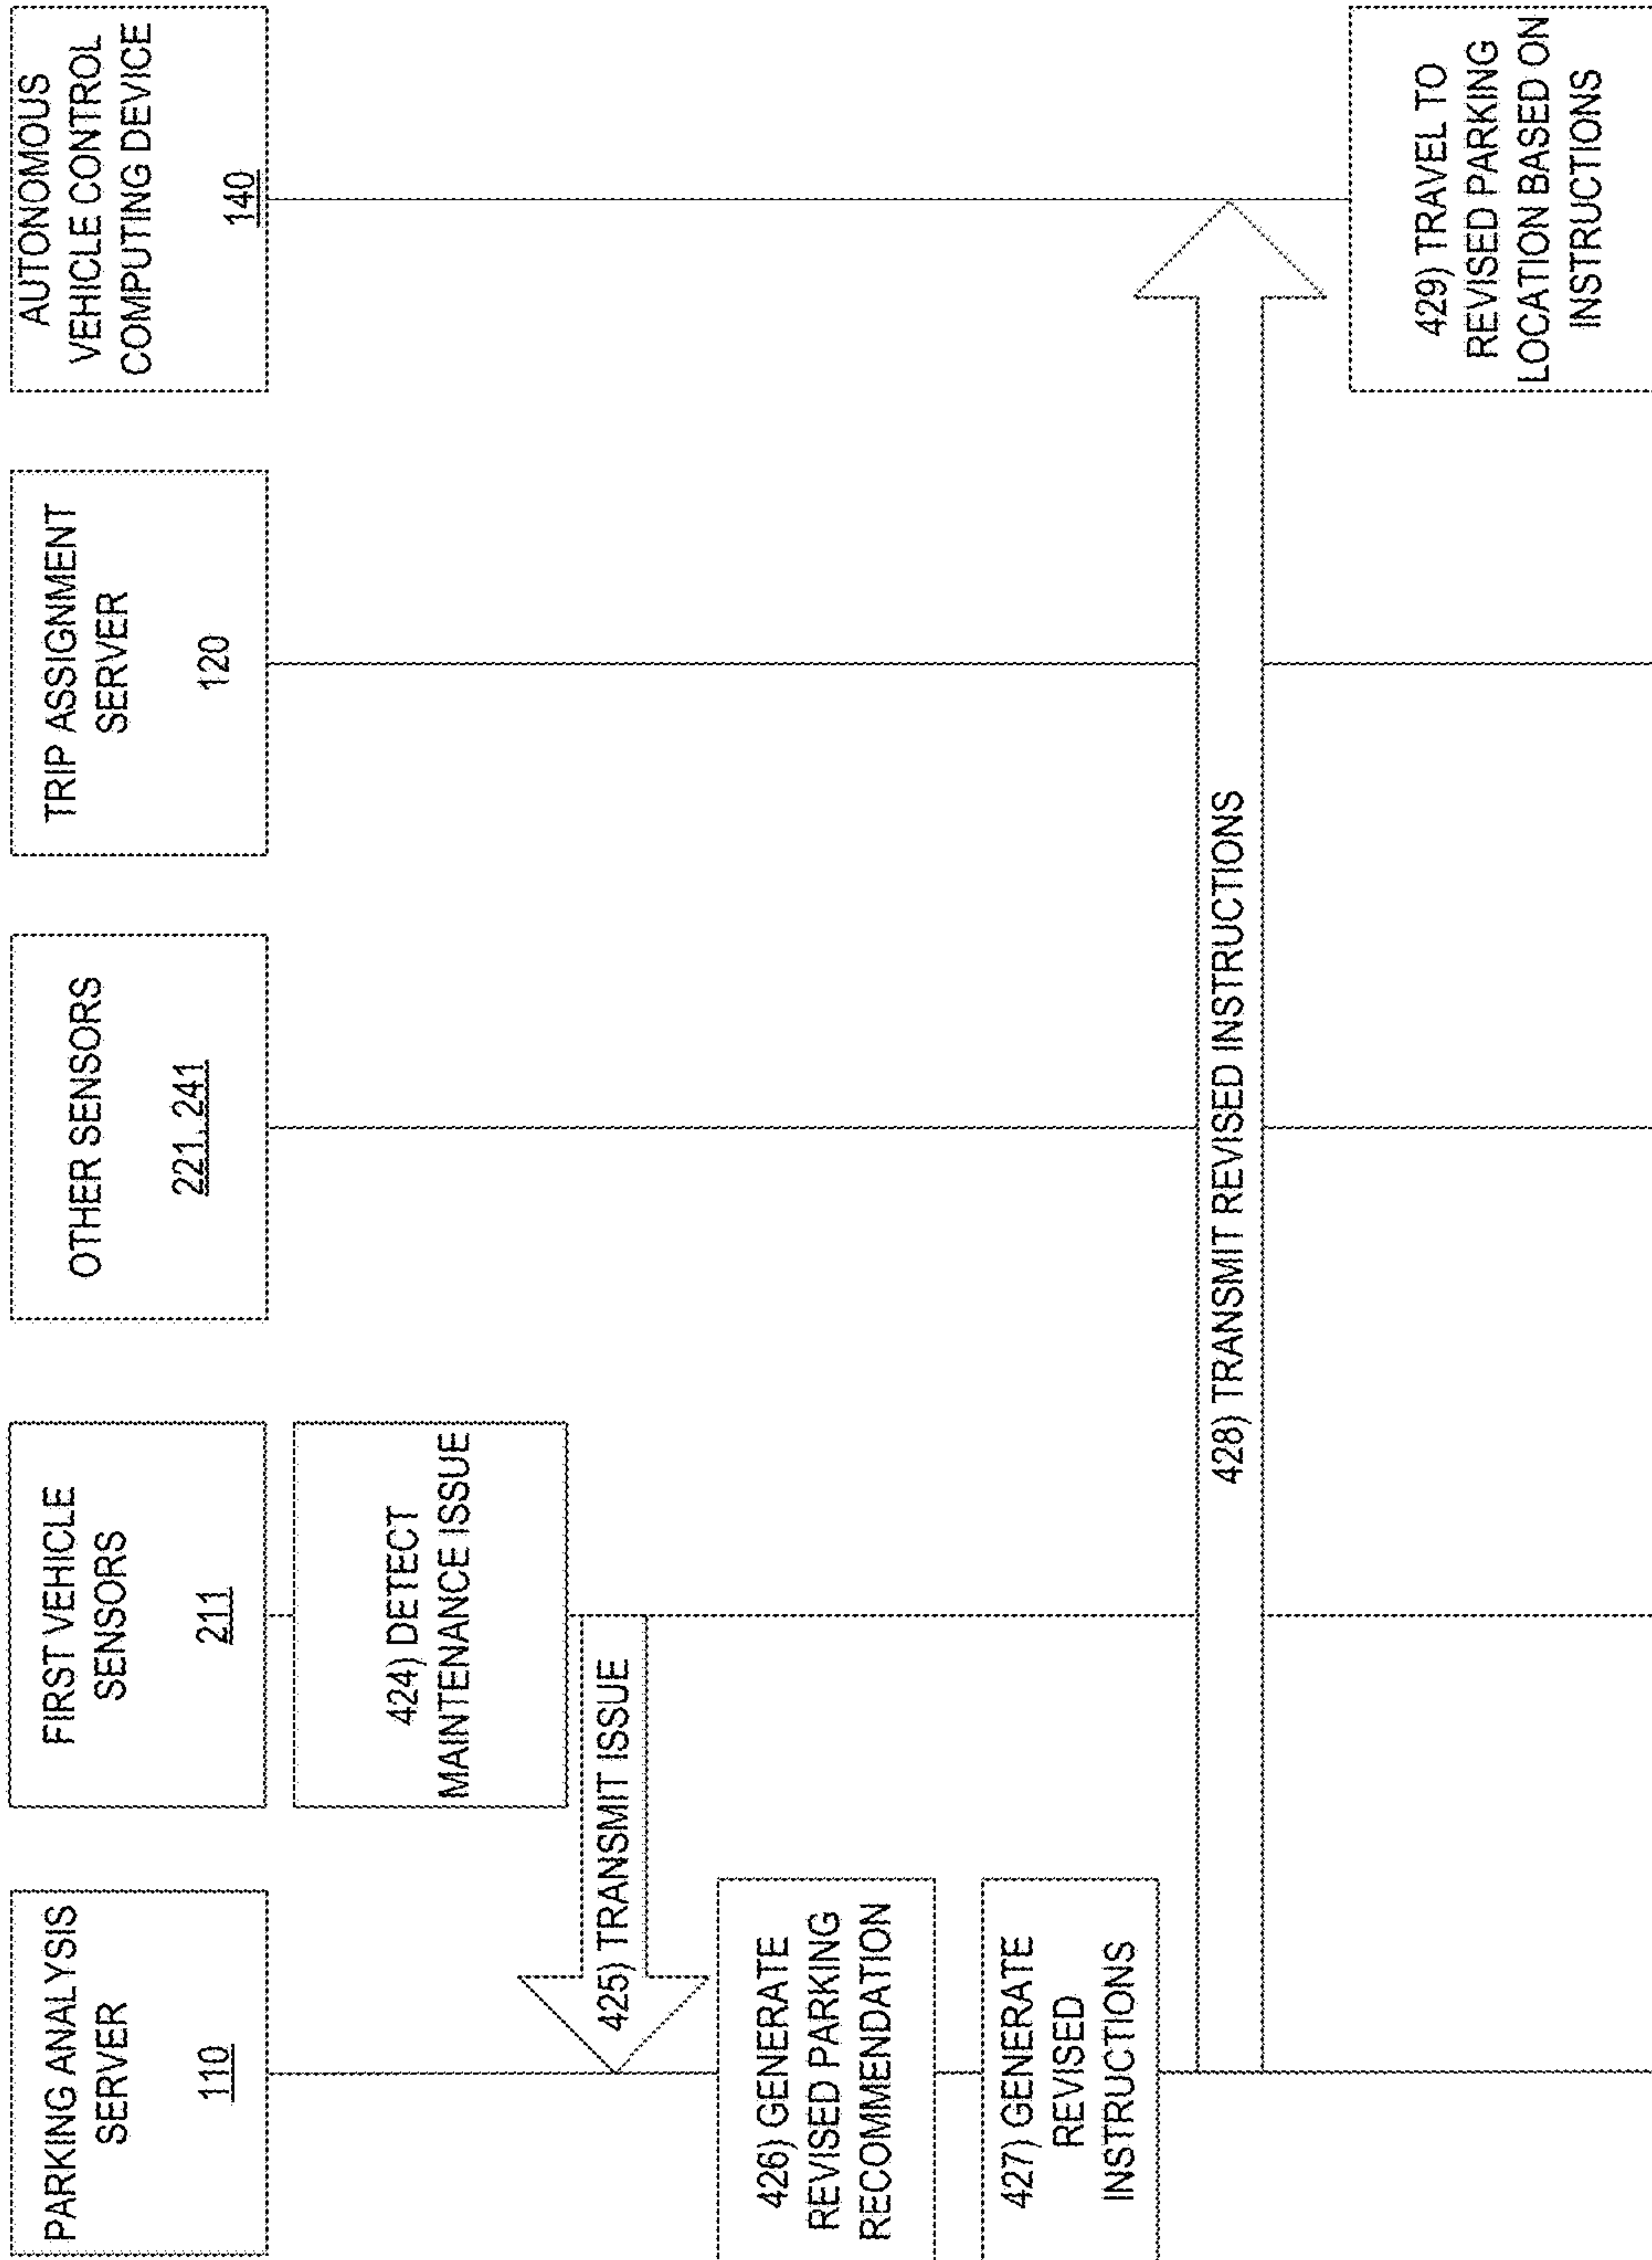 PARKING ANALYSIS
SERVER
110
FIRST VEHICLE
SENSORS
211
OTHER SENSORS
221, 241
TRIP ASSIGNMENT
SERVER
120
AUTONOMOUS
VEHICLE CONTROL
COMPUTING DEVICE
140
424) DETECT
MAINTENANCE ISSUE
425) TRANSMIT ISSUE
426) GENERATE
REVISED PARKING
RECOMMENDATION
427) GENERATE
REVISED
INSTRUCTIONS
428) TRANSMIT REVISED INSTRUCTIONS
429) TRAVEL TO
REVISED PARKING
LOCATION BASED ON
INSTRUCTIONS